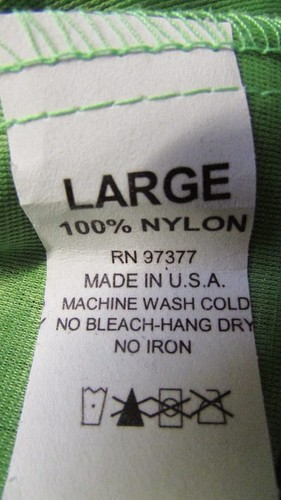 LARGE
100% NYLON
RN 97377
MADE IN U.S.A.
MACHINE WASH COLD
NO BLEACH-HANG DRY
NO IRON